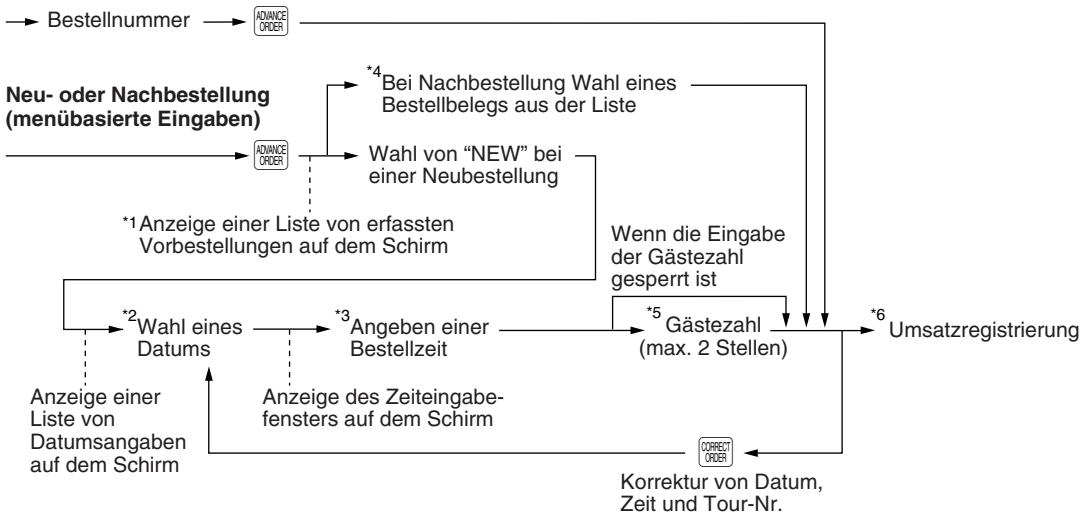 Bestellnummer
ADVANCE
ORDER
*4 Bei Nachbestellung Wahl eines
Bestellbelegs aus der Liste
Neu- oder Nachbestellung
(menübasierte Eingaben)
ADVANCE
ORDER
Wahl von “NEW” bei
einer Neubestellung
*1 Anzeige einer Liste von erfassten
Vorbestellungen auf dem Schirm
Wenn die Eingabe
der Gästezahl
gesperrt ist
*2 Wahl eines
Datums
*3 Angeben einer
Bestellzeit
*5 Gästezahl
(max. 2 Stellen)
*6 Umsatzregistrierung
Anzeige einer
Liste von
Datumsangaben
auf dem Schirm
Anzeige des Zeiteingabe-
fensters auf dem Schirm
CORRECT
ORDER
Korrektur von Datum,
Zeit und Tour-Nr.